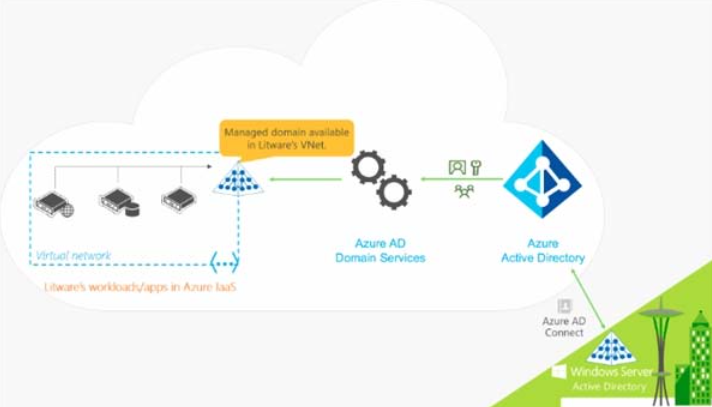 Managed domain available
in Litware's VNet.
Virtual network
Litware's workloads/apps in Azure IaaS
Azure AD
Domain Services
Azure
Active Directory
Azure AD
Connect
Windows Server
Active Directory